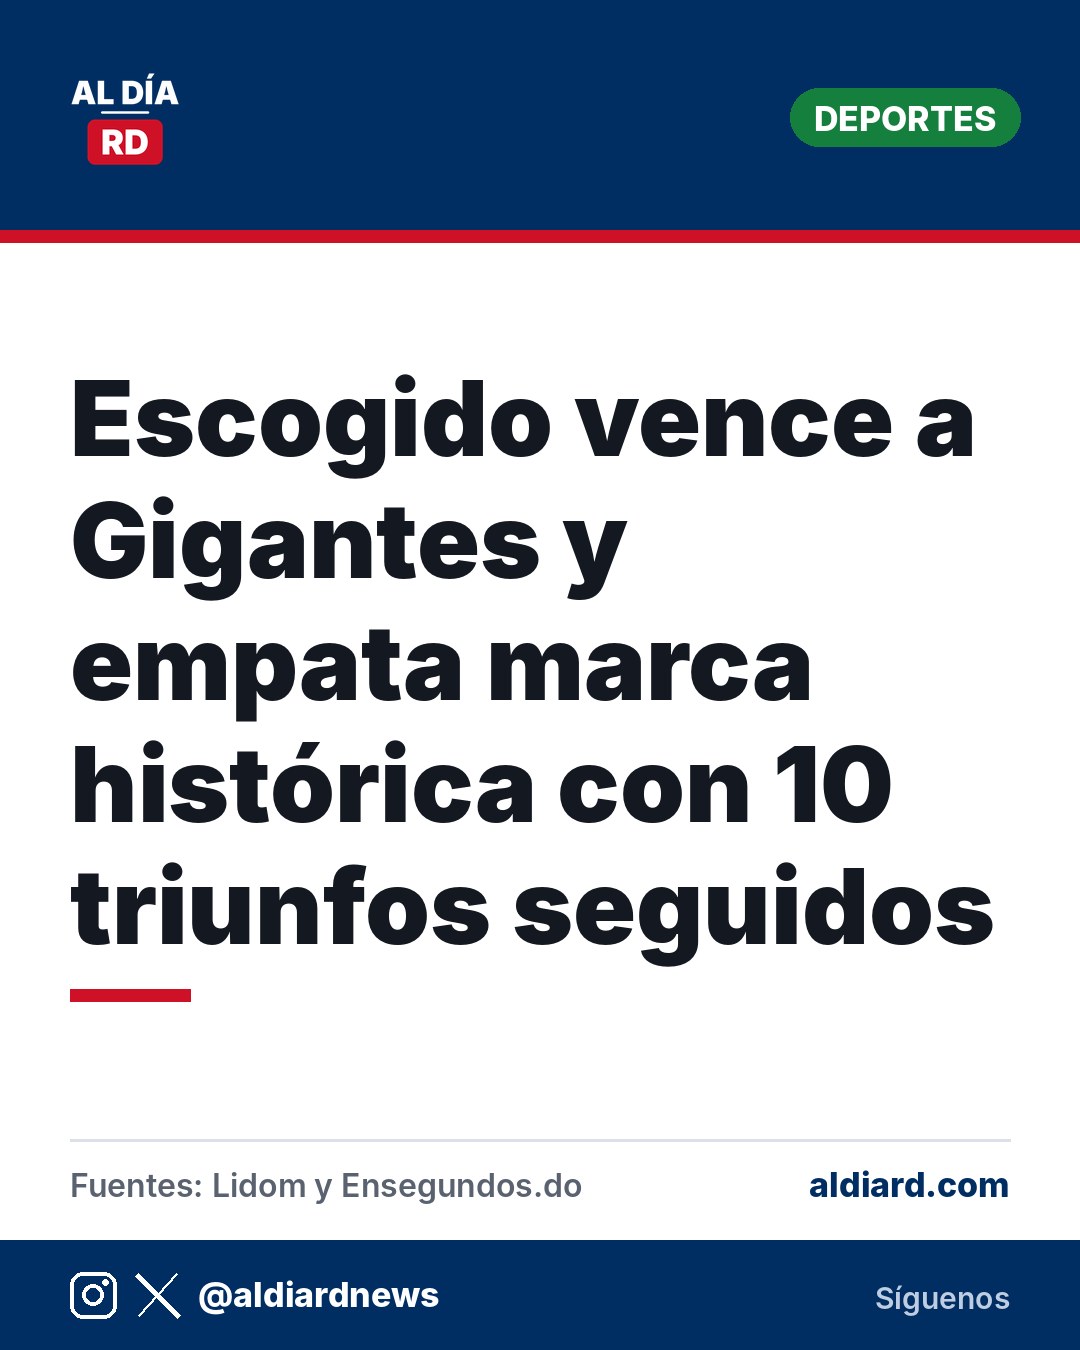 AL DÍA
RD
DEPORTES
Escogido vence a
Gigantes y
empata marca
histórica con 10
triunfos seguidos
Fuentes: Lidom y Ensegundos.do
aldiard.com
@aldiardnews
Síguenos